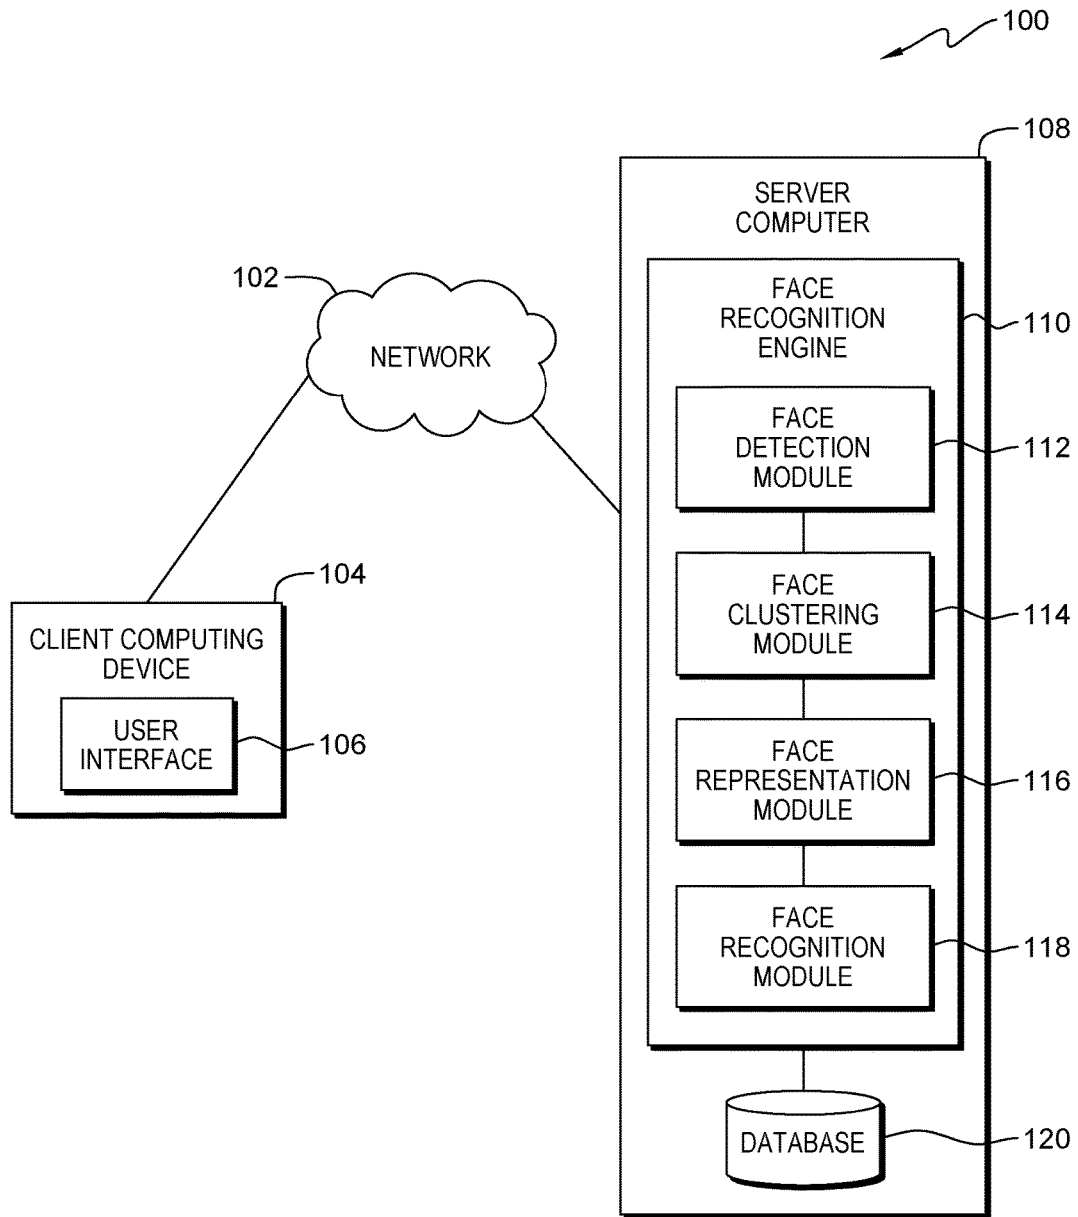 100
108
SERVER
COMPUTER
102
NETWORK
FACE
RECOGNITION
ENGINE
110
FACE
DETECTION
MODULE
112
104
CLIENT COMPUTING
DEVICE
USER
INTERFACE
106
FACE
CLUSTERING
MODULE
114
FACE
REPRESENTATION
MODULE
116
FACE
RECOGNITION
MODULE
118
DATABASE
120